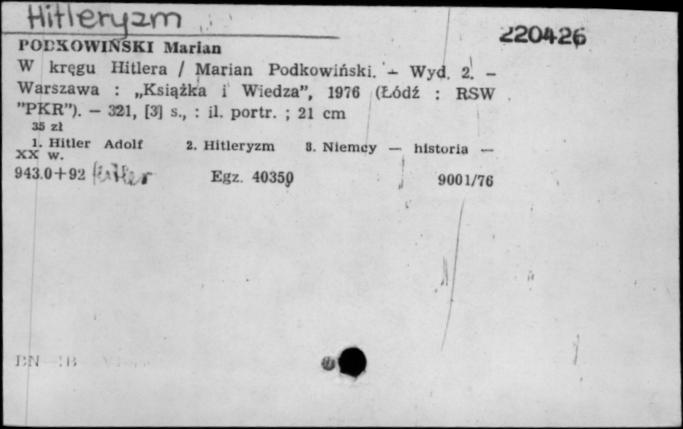 Hitleryzm
220426
PODKOWIŃSKI Marian
W kręgu Hitlera / Marian Podkowiński. — Wyd. 2. —
Warszawa : „Książka i Wiedza”, 1976 (Łódź : RSW
"PKR"). — 321, [3] s., : il. portr. ; 21 cm
35 zł
1. Hitler Adolf 2. Hitleryzm 3. Niemcy — historia —
XX w.
943.0+92 Hitler Egz. 40350 9001/76
BN